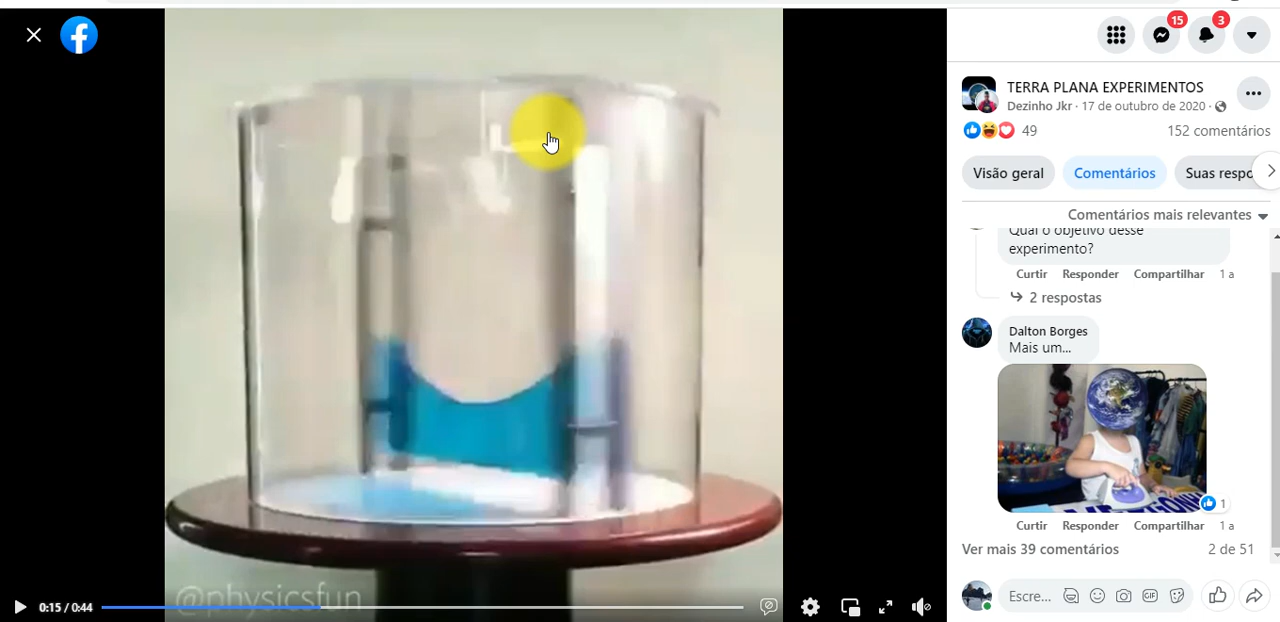 15
3
TERRA PLANA EXPERIMENTOS
Dezinho Jkr · 17 de outubro de 2020 ·
49
152 comentários
Visão geral
Comentários
Suas respo
Comentários mais relevantes
Qual o objetivo desse
experimento?
Curtir Responder Compartilhar 1 a
2 respostas
Dalton Borges
Mais um...
1
Curtir Responder Compartilhar 1 a
Ver mais 39 comentários 2 de 51
Escre...
GIF
@physicsfun
0:15 / 0:44